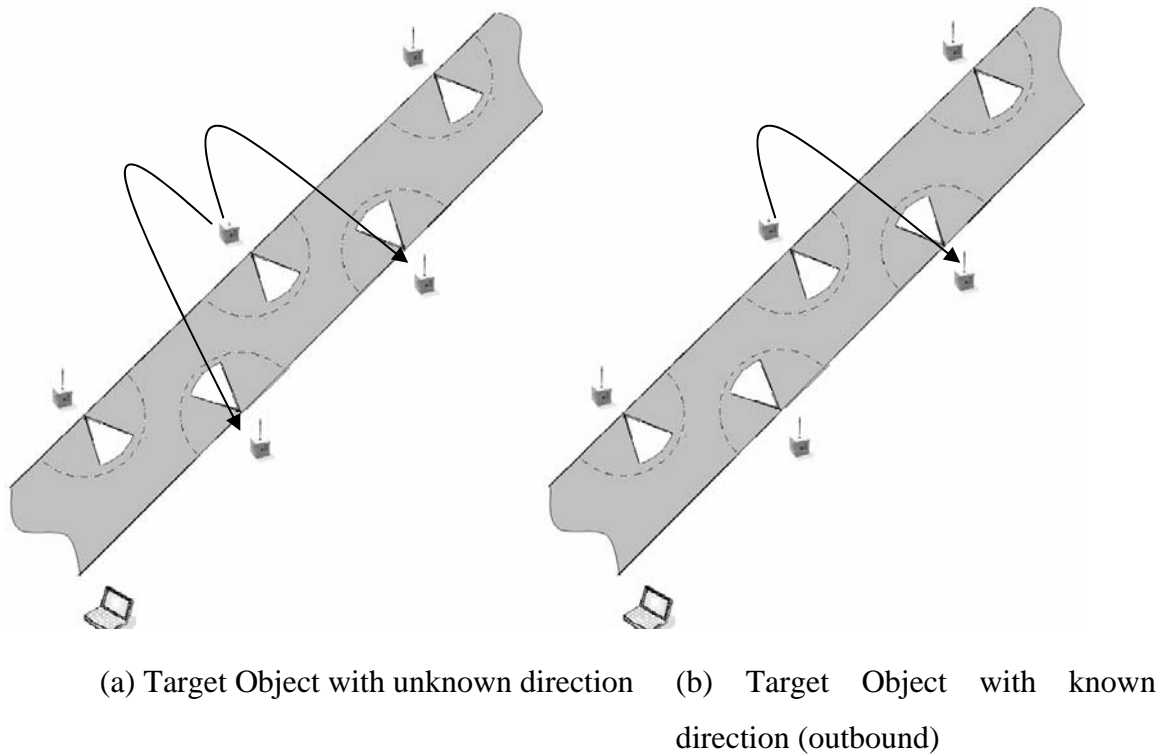 (a) Target Object with unknown direction
(b) Target Object with known
direction (outbound)